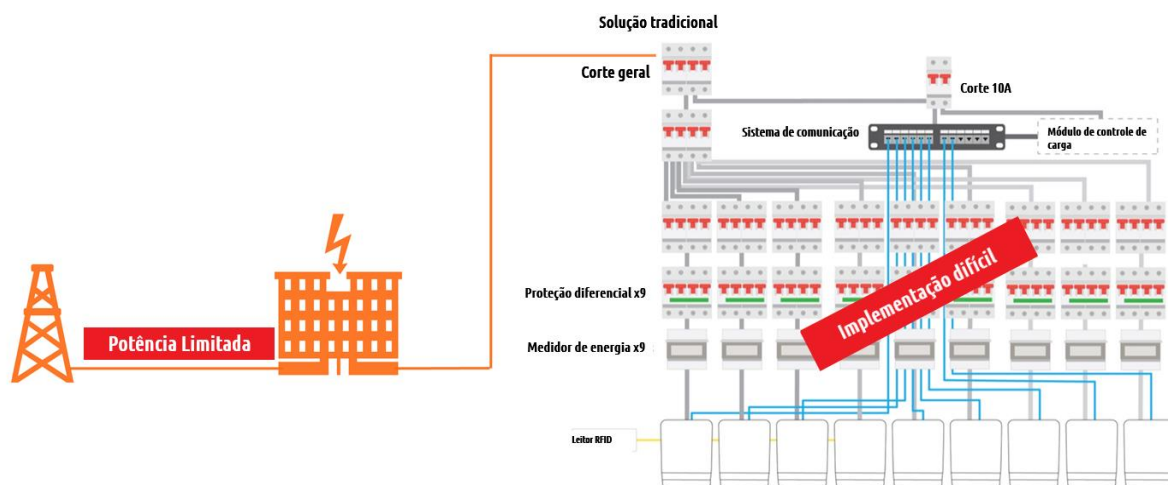 Solução tradicional
Corte geral
Corte 10A
Sistema de comunicação
Módulo de controle de
carga
Potência Limitada
Implementação difícil
Proteção diferencial x9
Medidor de energia x9
Leitor RFID